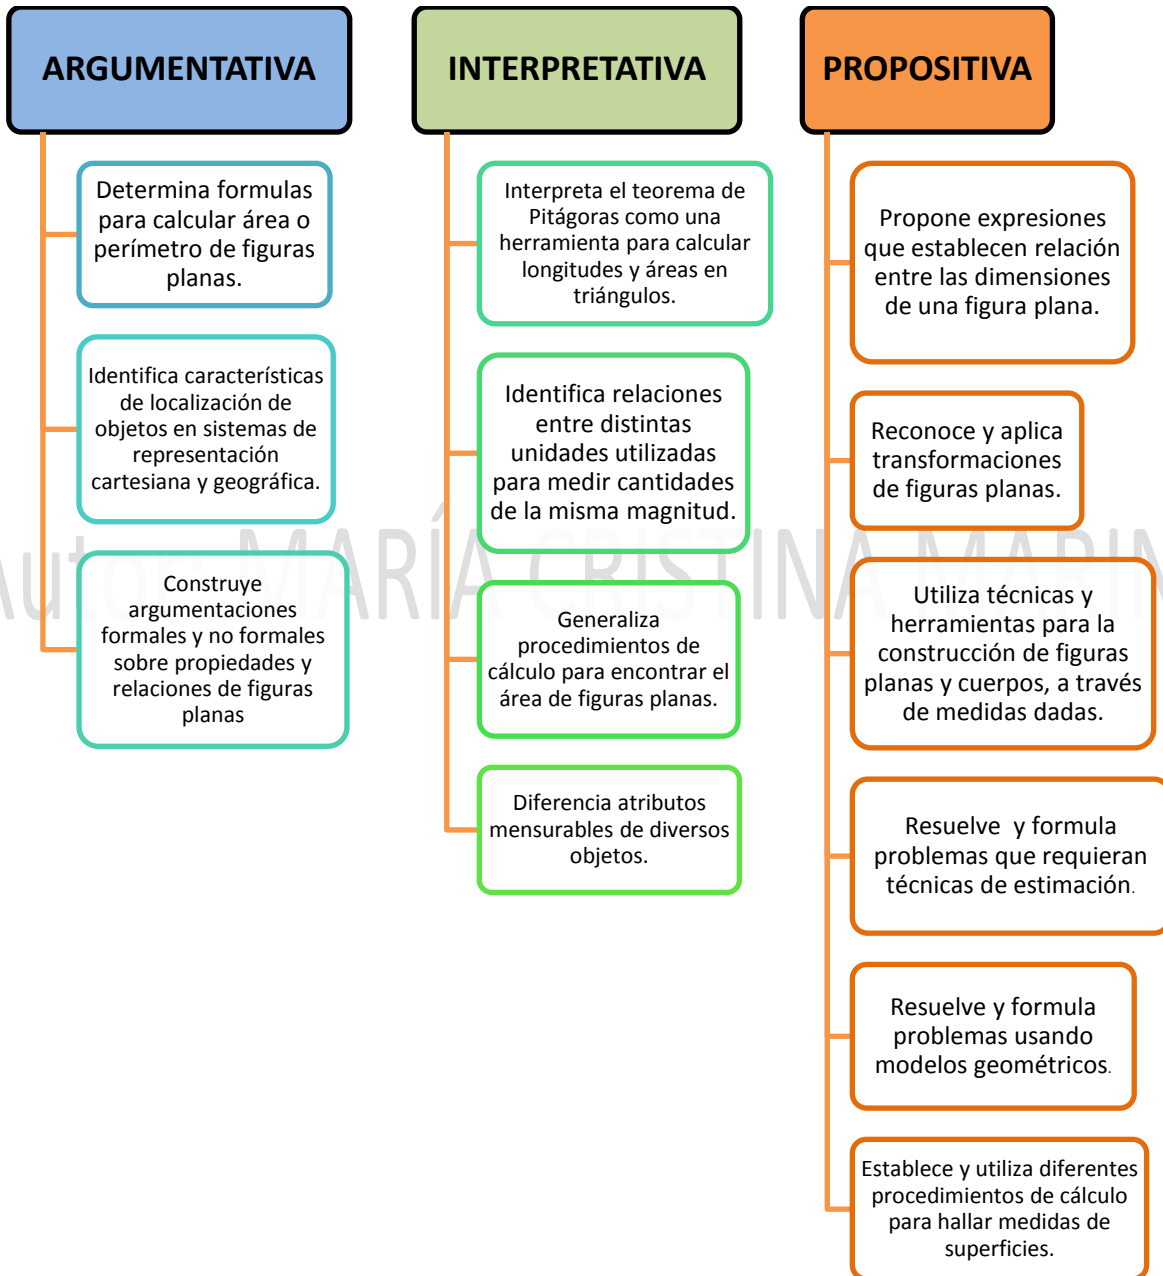 ARGUMENTATIVA
Determina formulas
para calcular área o
perímetro de figuras
planas.
Identifica características
de localización de
objetos en sistemas de
representación
cartesiana y geográfica.
Construye
argumentaciones
formales y no formales
sobre propiedades y
relaciones de figuras
planas
INTERPRETATIVA
Interpreta el teorema de
Pitágoras como una
herramienta para calcular
longitudes y áreas en
triángulos.
Identifica relaciones
entre distintas
unidades utilizadas
para medir cantidades
de la misma magnitud.
Generaliza
procedimientos de
cálculo para encontrar el
área de figuras planas.
Diferencia atributos
mensurables de diversos
objetos.
PROPOSITIVA
Propone expresiones
que establecen relación
entre las dimensiones
de una figura plana.
Reconoce y aplica
transformaciones
de figuras planas.
Utiliza técnicas y
herramientas para la
construcción de figuras
planas y cuerpos, a través
de medidas dadas.
Resuelve y formula
problemas que requieran
técnicas de estimación.
Resuelve y formula
problemas usando
modelos geométricos.
Establece y utiliza diferentes
procedimientos de cálculo
para hallar medidas de
superficies.
Autor: MARÍA CRISTINA MARIN